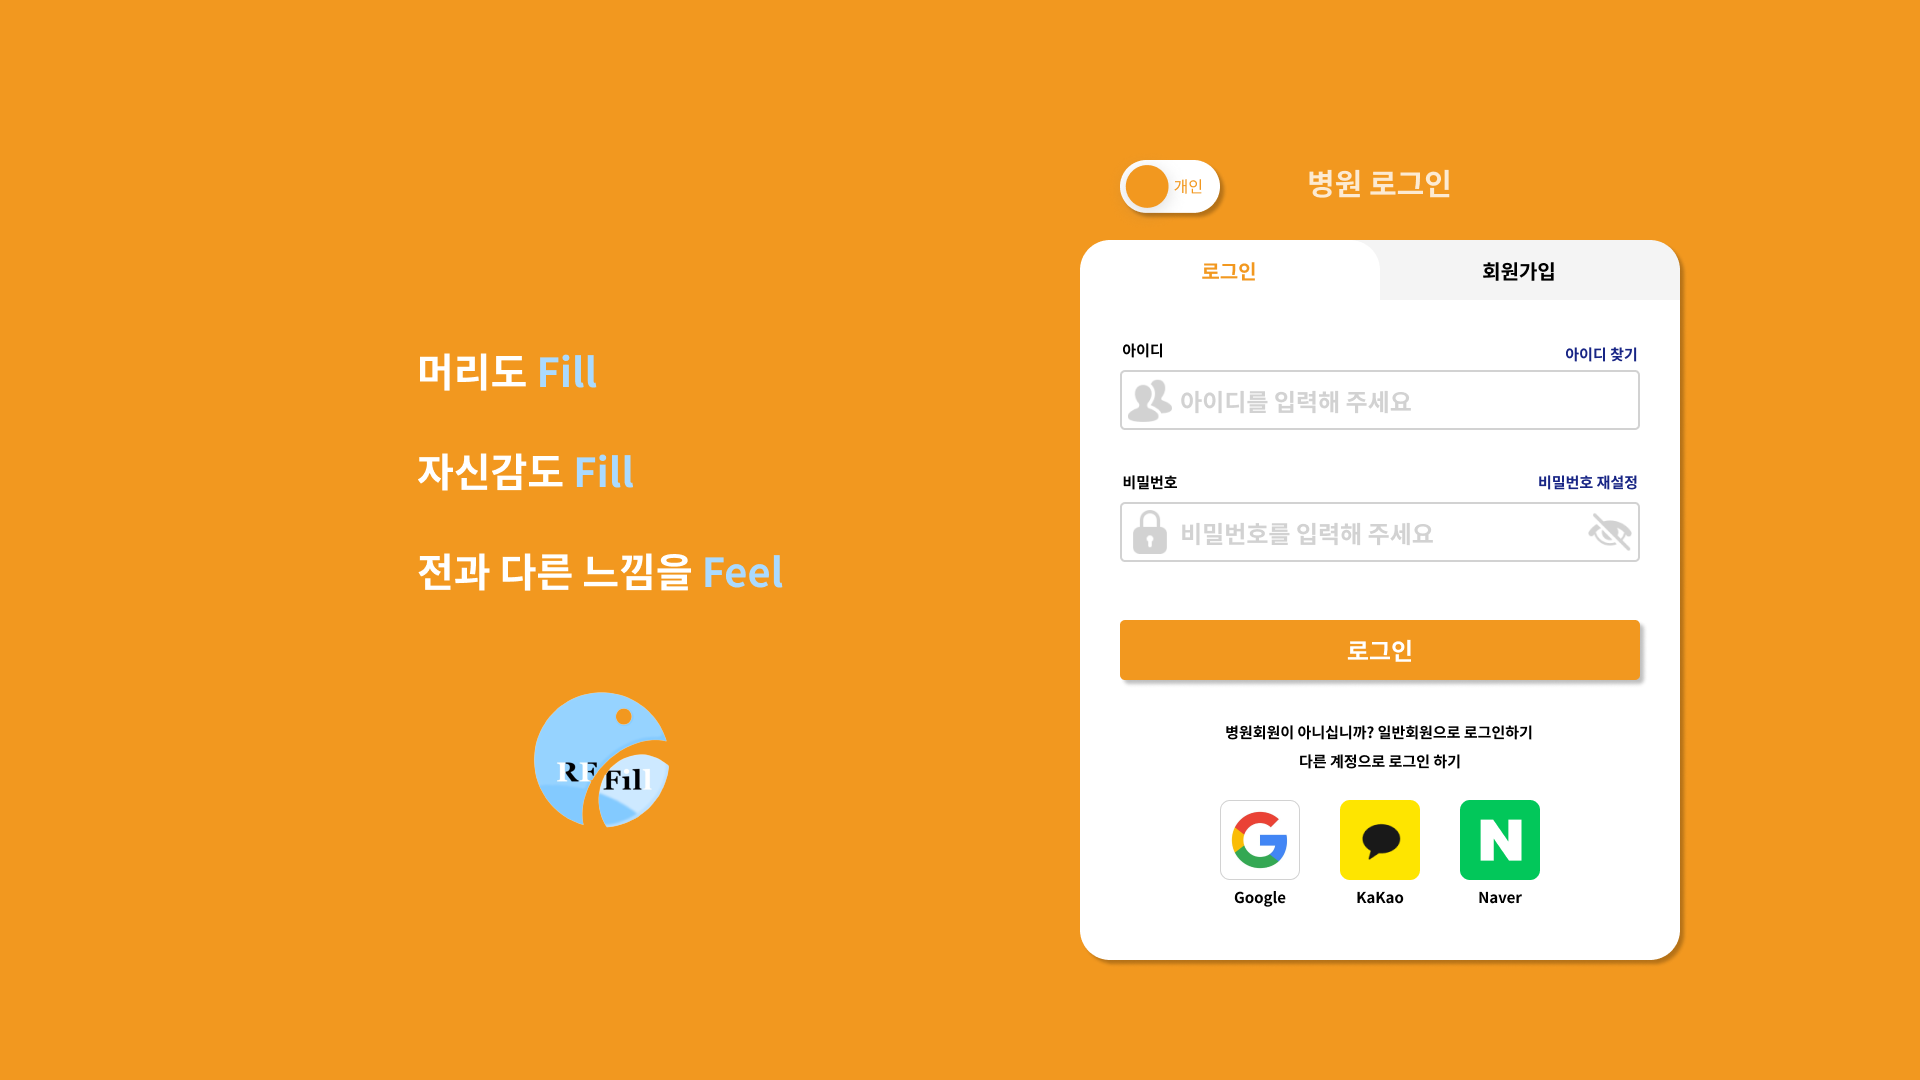 머리도 Fill
자신감도 Fill
전과 다른 느낌을 Feel
RF Fill
개인
병원 로그인
로그인
회원가입
아이디
아이디 찾기
아이디를 입력해 주세요
비밀번호
비밀번호 재설정
비밀번호를 입력해 주세요
로그인
병원회원이 아니십니까? 일반회원으로 로그인하기
다른 계정으로 로그인 하기
Google
KaKao
Naver